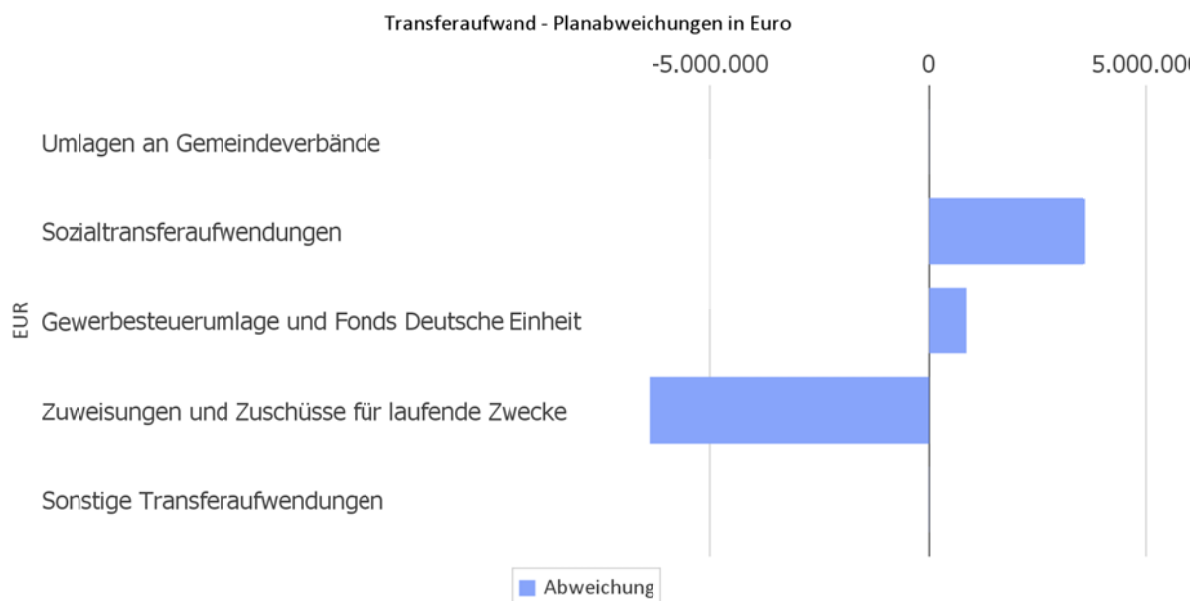 Transferaufwand - Planabweichungen in Euro
-5.000.000 0 5.000.000
Umlagen an Gemeindeverbände
Sozialtransferaufwendungen
EUR
Gewerbesteuerumlage und Fonds Deutsche Einheit
Zuweisungen und Zuschüsse für laufende Zwecke
Sonstige Transferaufwendungen
Abweichung